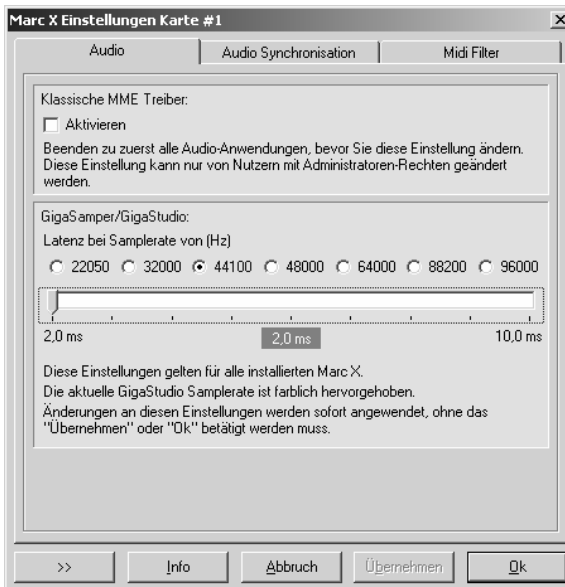 Marc X Einstellungen Karte #1
Audio
Audio Synchronisation
Midi Filter
Klassische MME Treiber:
Aktivieren
Beenden zu zuerst alle Audio-Anwendungen, bevor Sie diese Einstellung ändern.
Diese Einstellung kann nur von Nutzern mit Administratoren-Rechten geändert
werden.
GigaSamper/GigaStudio:
Latenz bei Samplerate von (Hz)
22050 32000 44100 48000 64000 88200 96000
2,0 ms 2,0 ms 10,0 ms
Diese Einstellungen gelten für alle installierten Marc X.
Die aktuelle GigaStudio Samplerate ist farblich hervorgehoben.
Änderungen an diesen Einstellungen werden sofort angewendet, ohne das
"Übernehmen" oder "Ok" betätigt werden muss.
>> Info Abbruch Übernehmen Ok